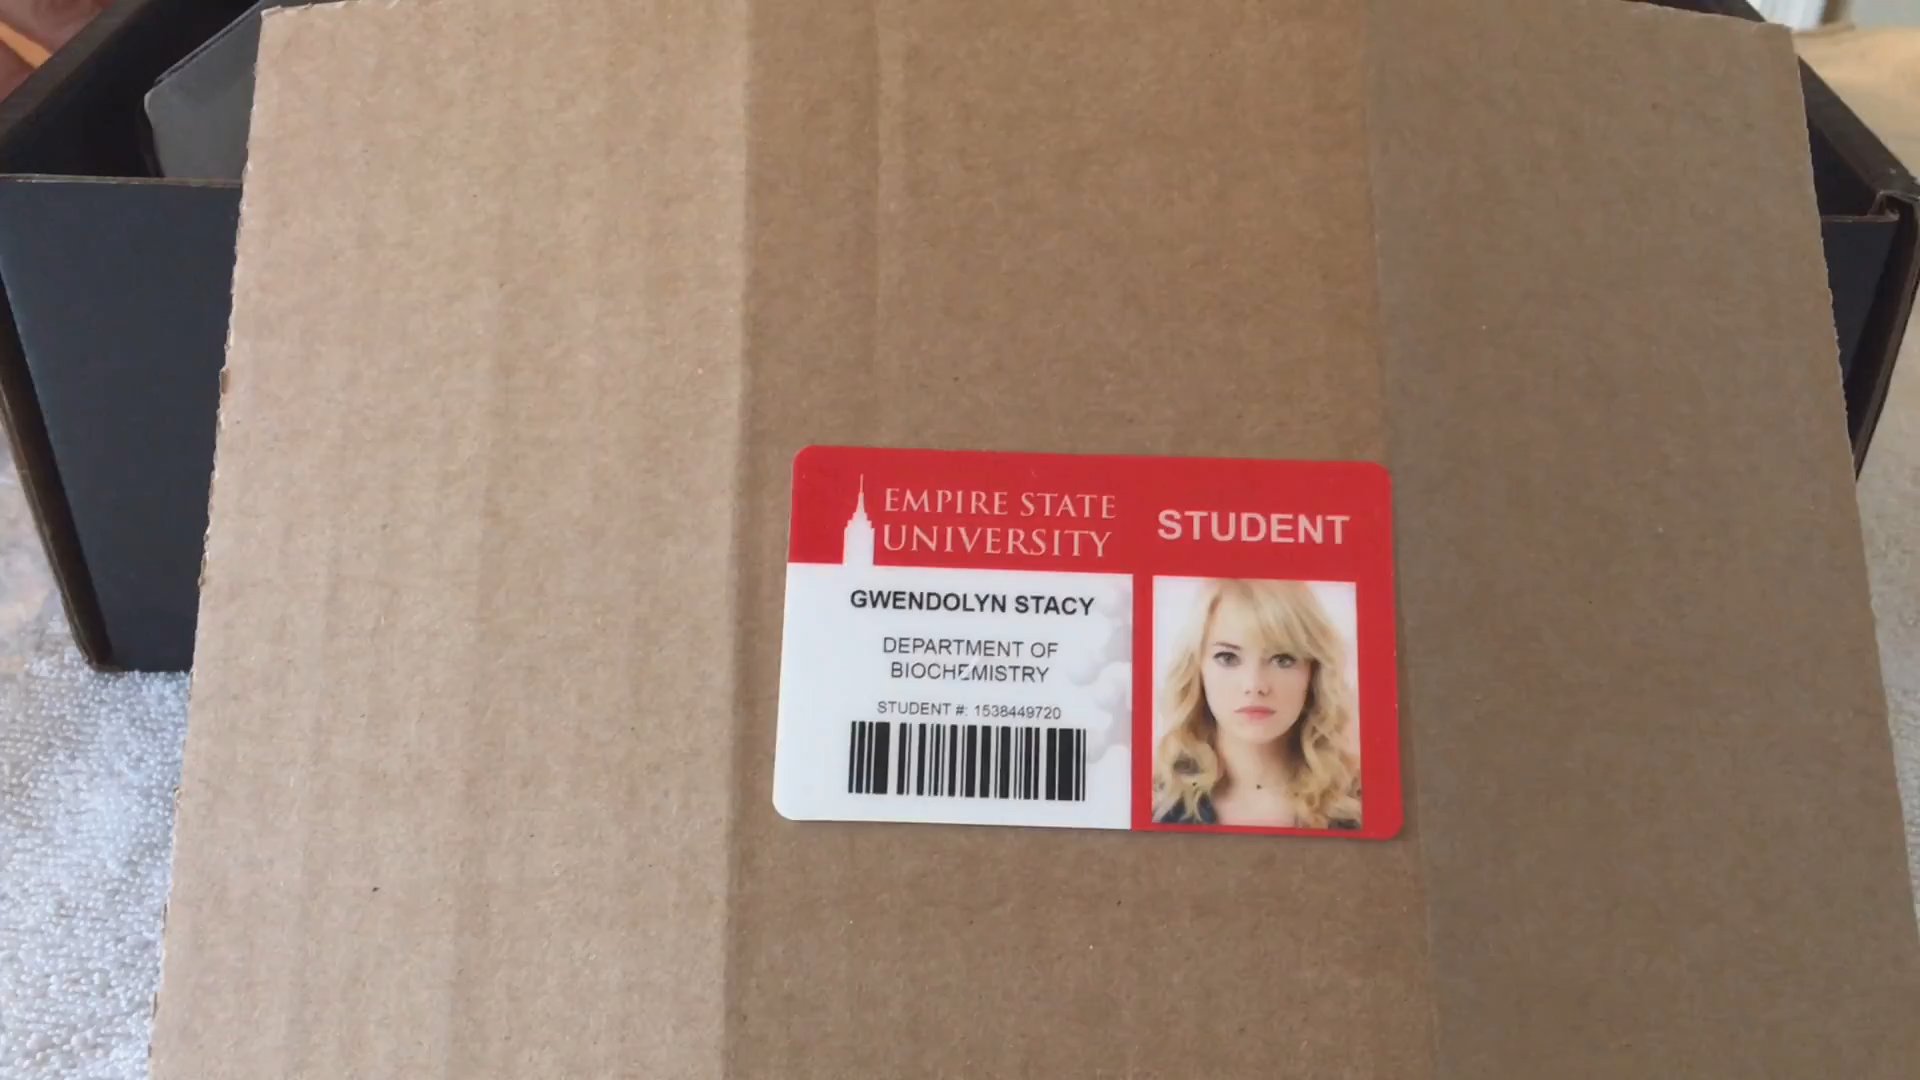 EMPIRE STATE
UNIVERSITY
STUDENT
GWENDOLYN STACY
DEPARTMENT OF
BIOCHEMISTRY
STUDENT #: 1538449720